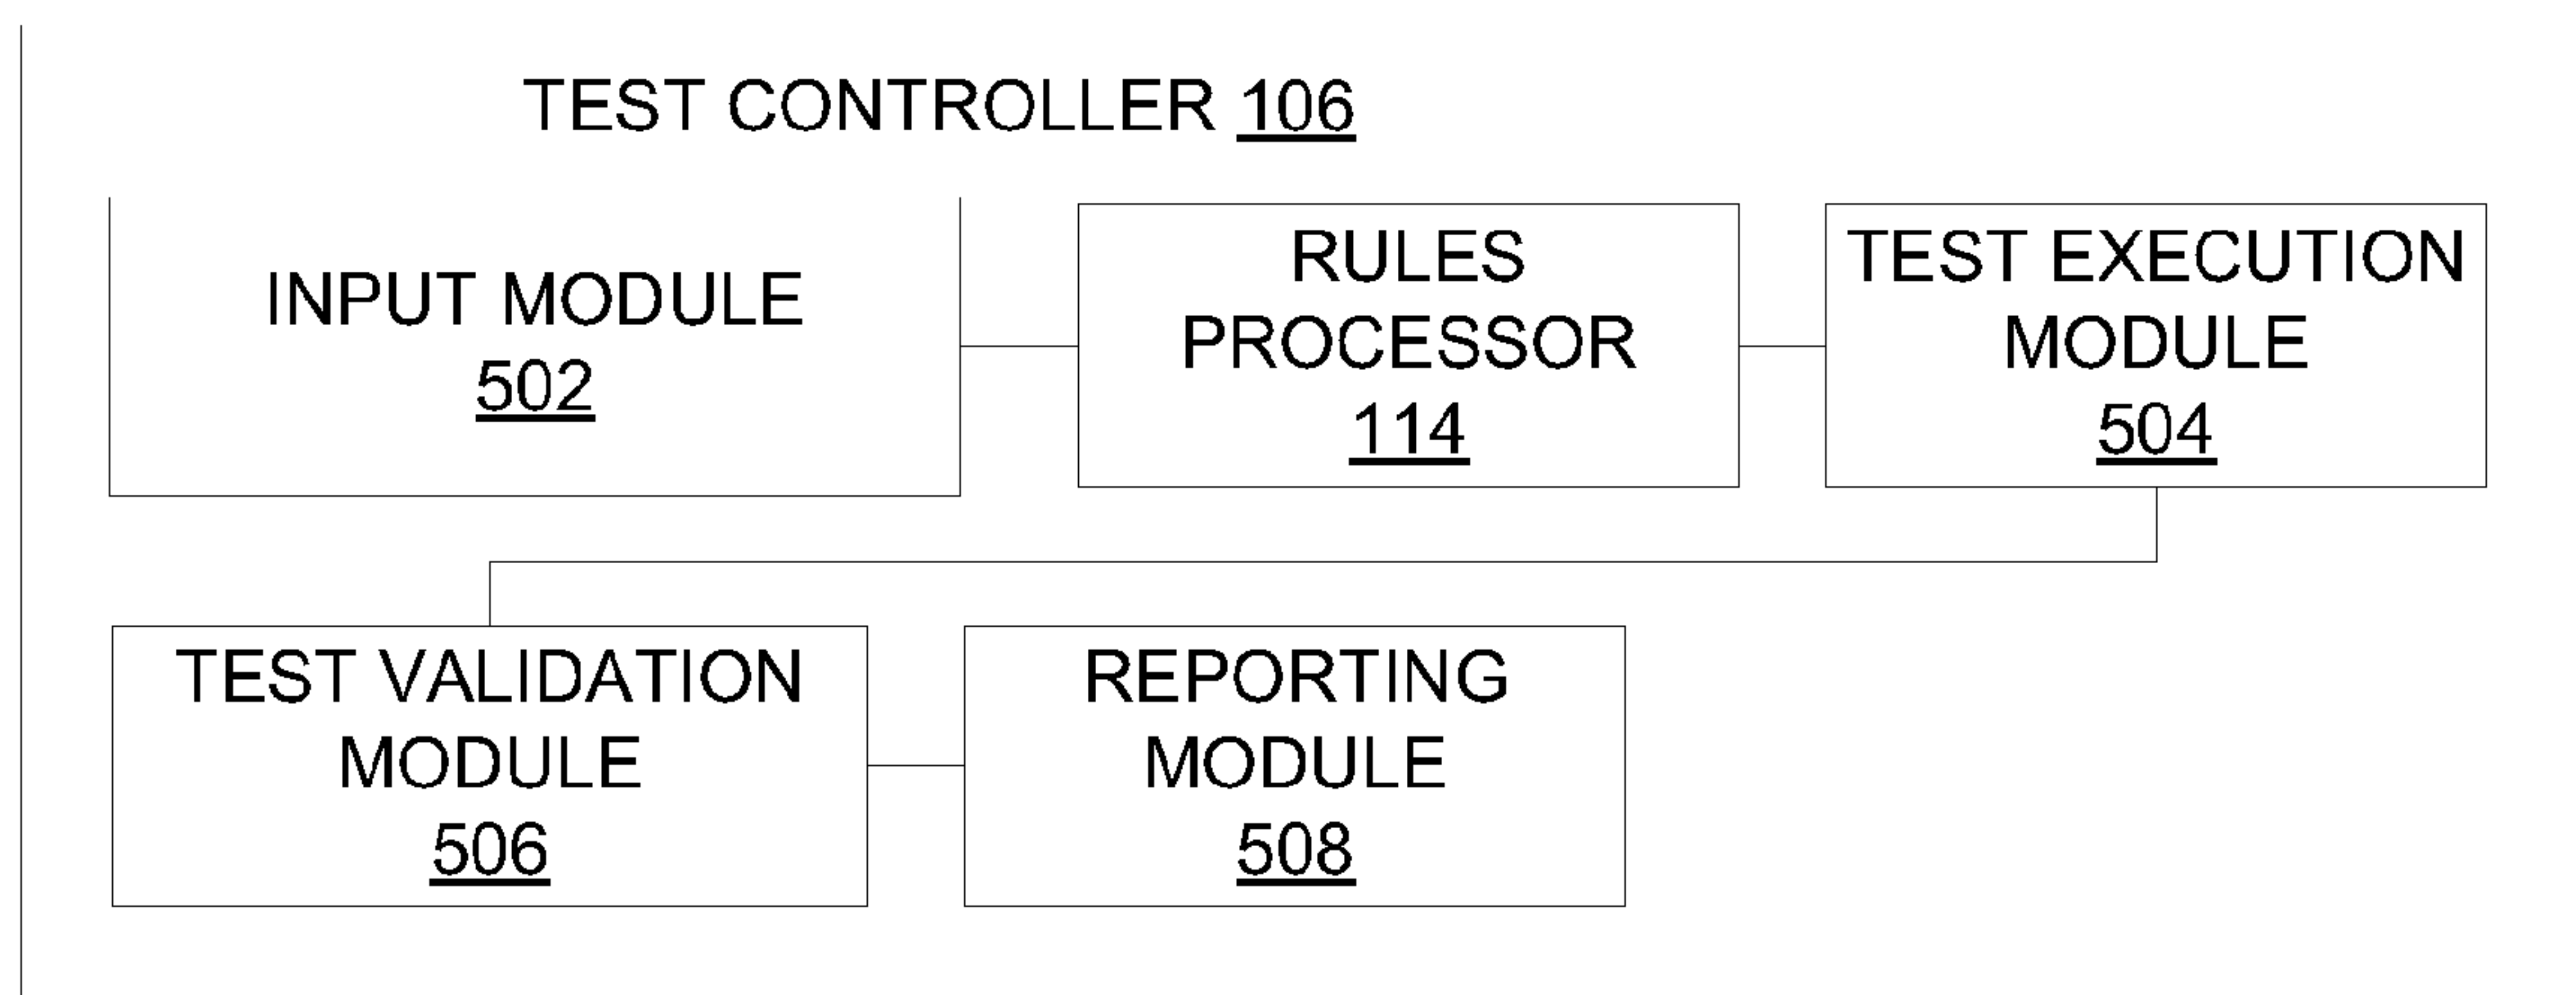 TEST CONTROLLER 106
INPUT MODULE
502
RULES
PROCESSOR
114
TEST EXECUTION
MODULE
504
TEST VALIDATION
MODULE
506
REPORTING
MODULE
508